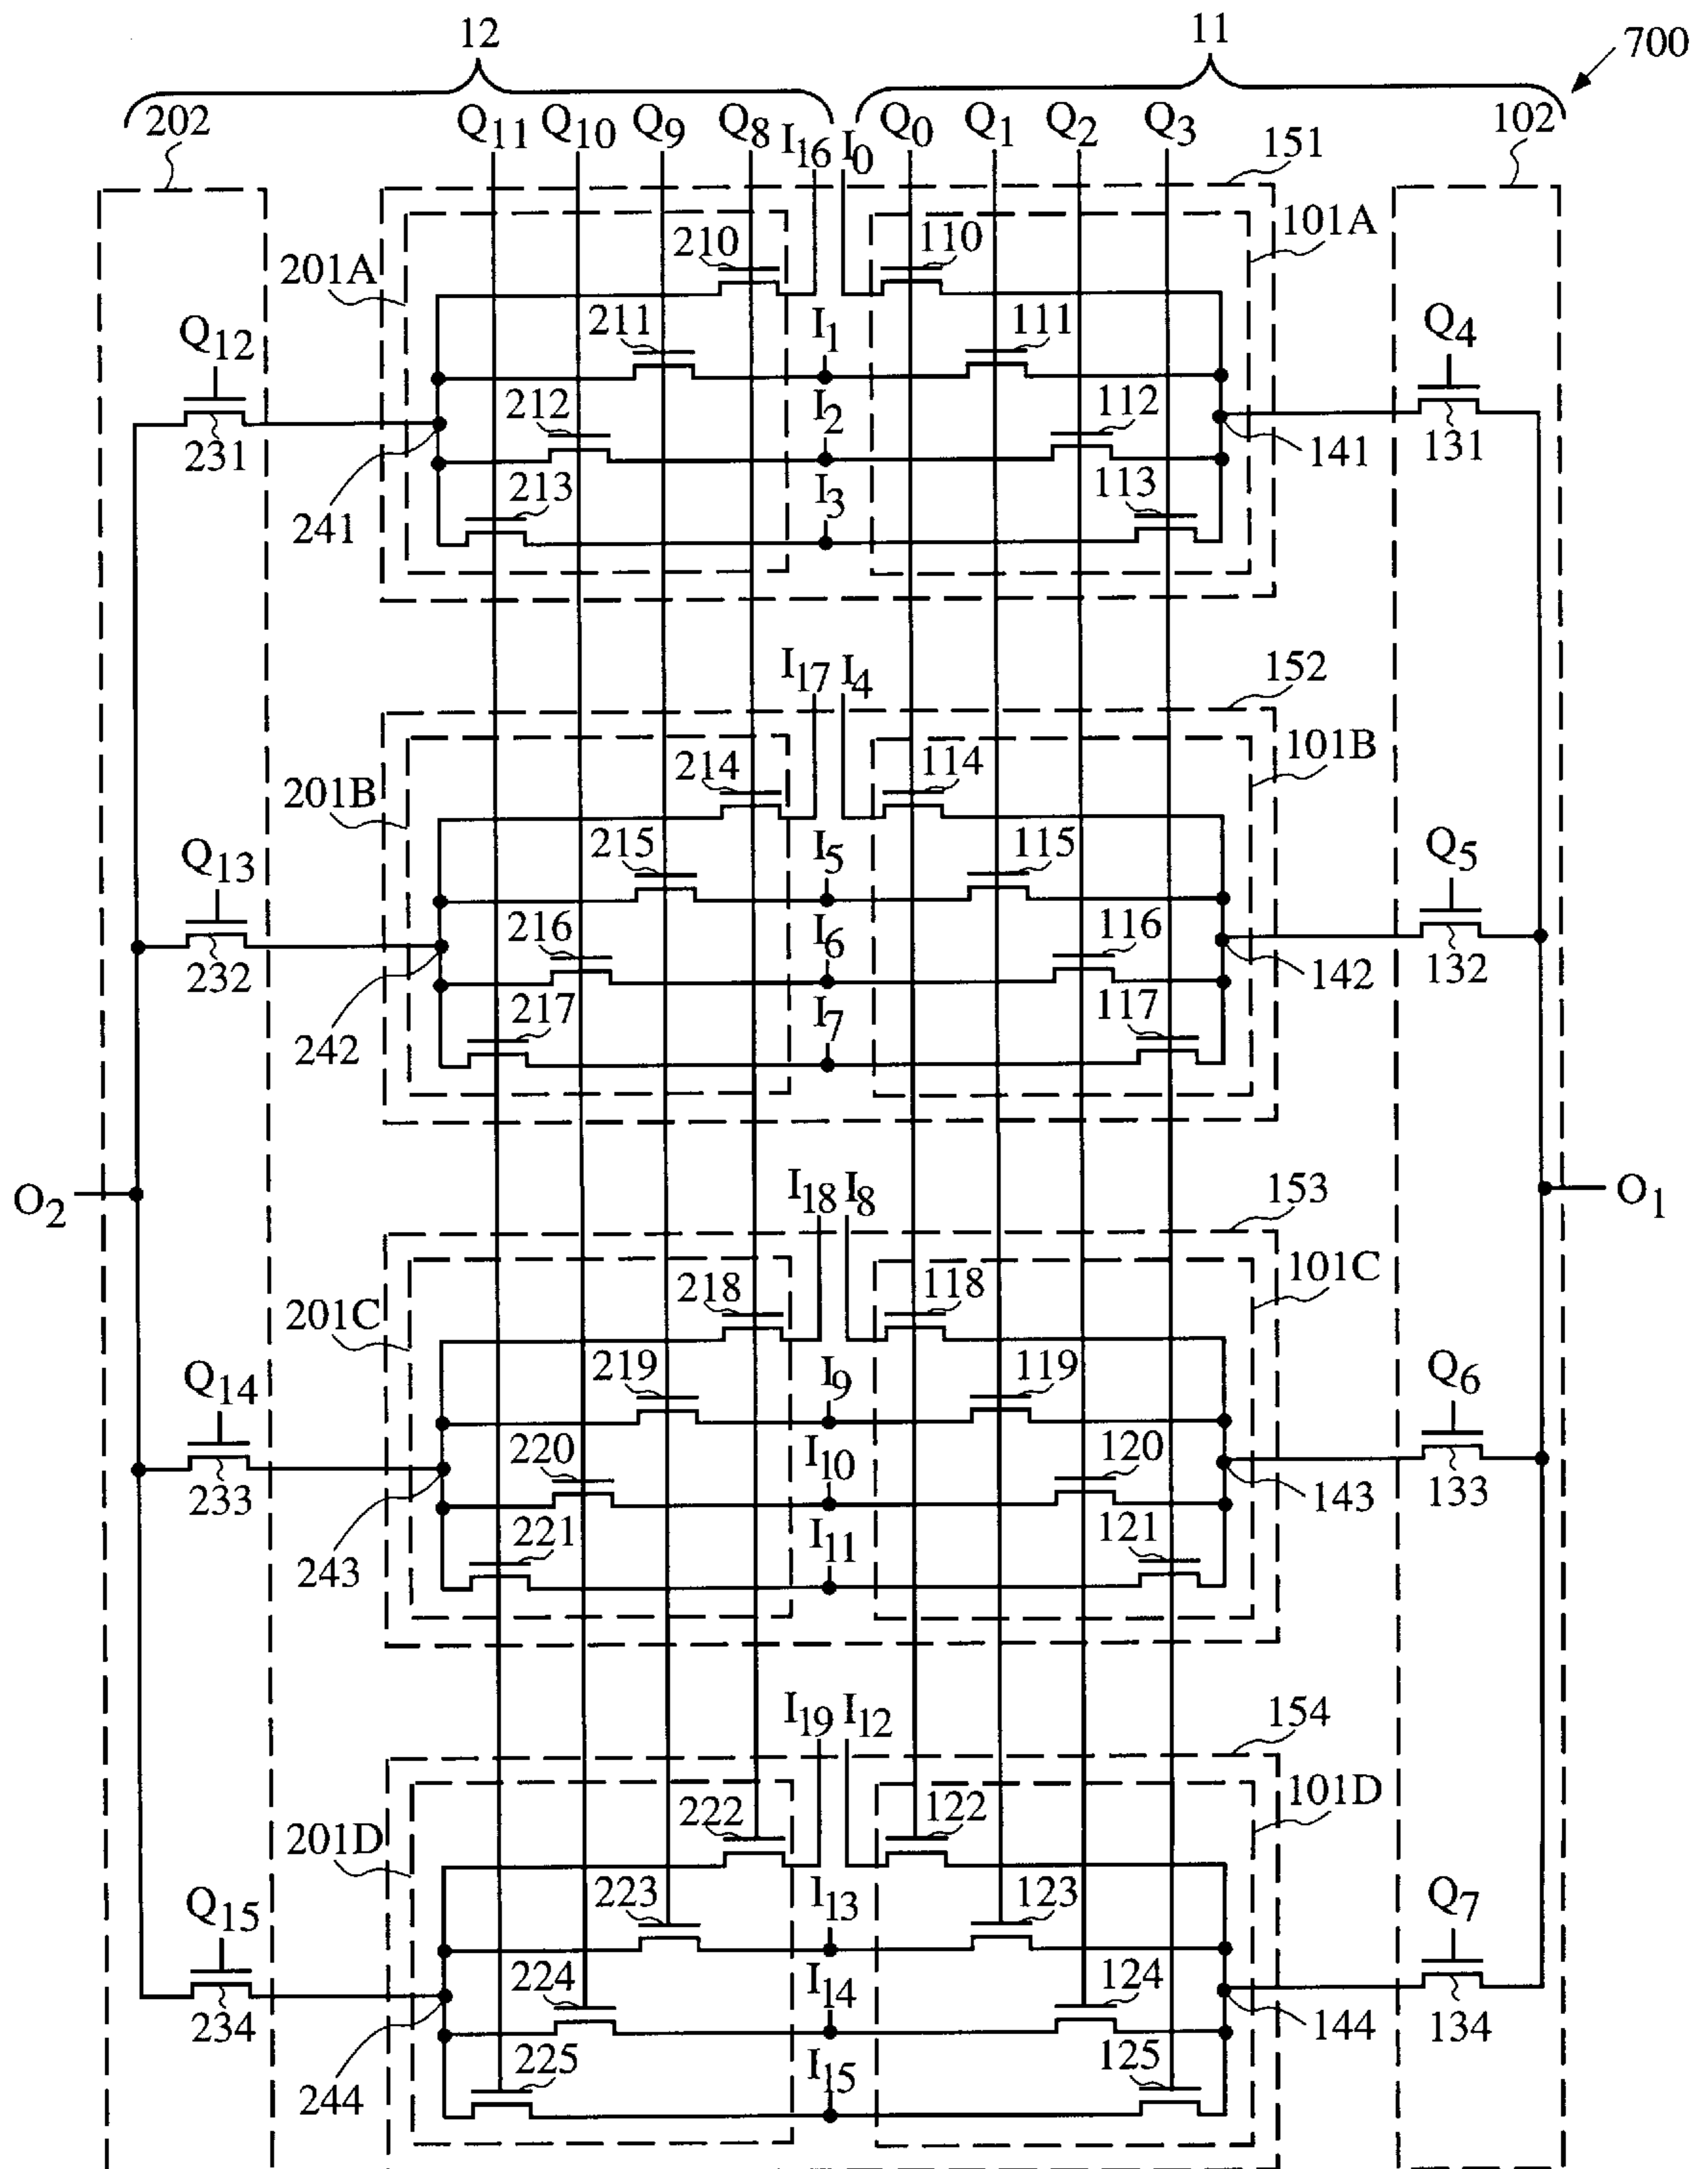 12 11 700
202 Q11 Q10 Q9 Q8 I16 I0 Q0 Q1 Q2 Q3 102
151
210 110 101A
201A
Q12 211 I1 111 Q4
212 I2 112
231 141 131
213 I3 113
241
I17 I4 152
214 114 101B
201B
Q13 215 I5 115 Q5
216 I6 116
232 142 132
217 I7 117
242
O2 I18 I8 153 O1
218 118 101C
201C
Q14 219 I9 119 Q6
220 I10 120
233 143 133
221 I11 121
243
I19 I12 154
222 122 101D
201D
Q15 223 I13 123 Q7
224 I14 124
234 144 134
225 I15 125
244